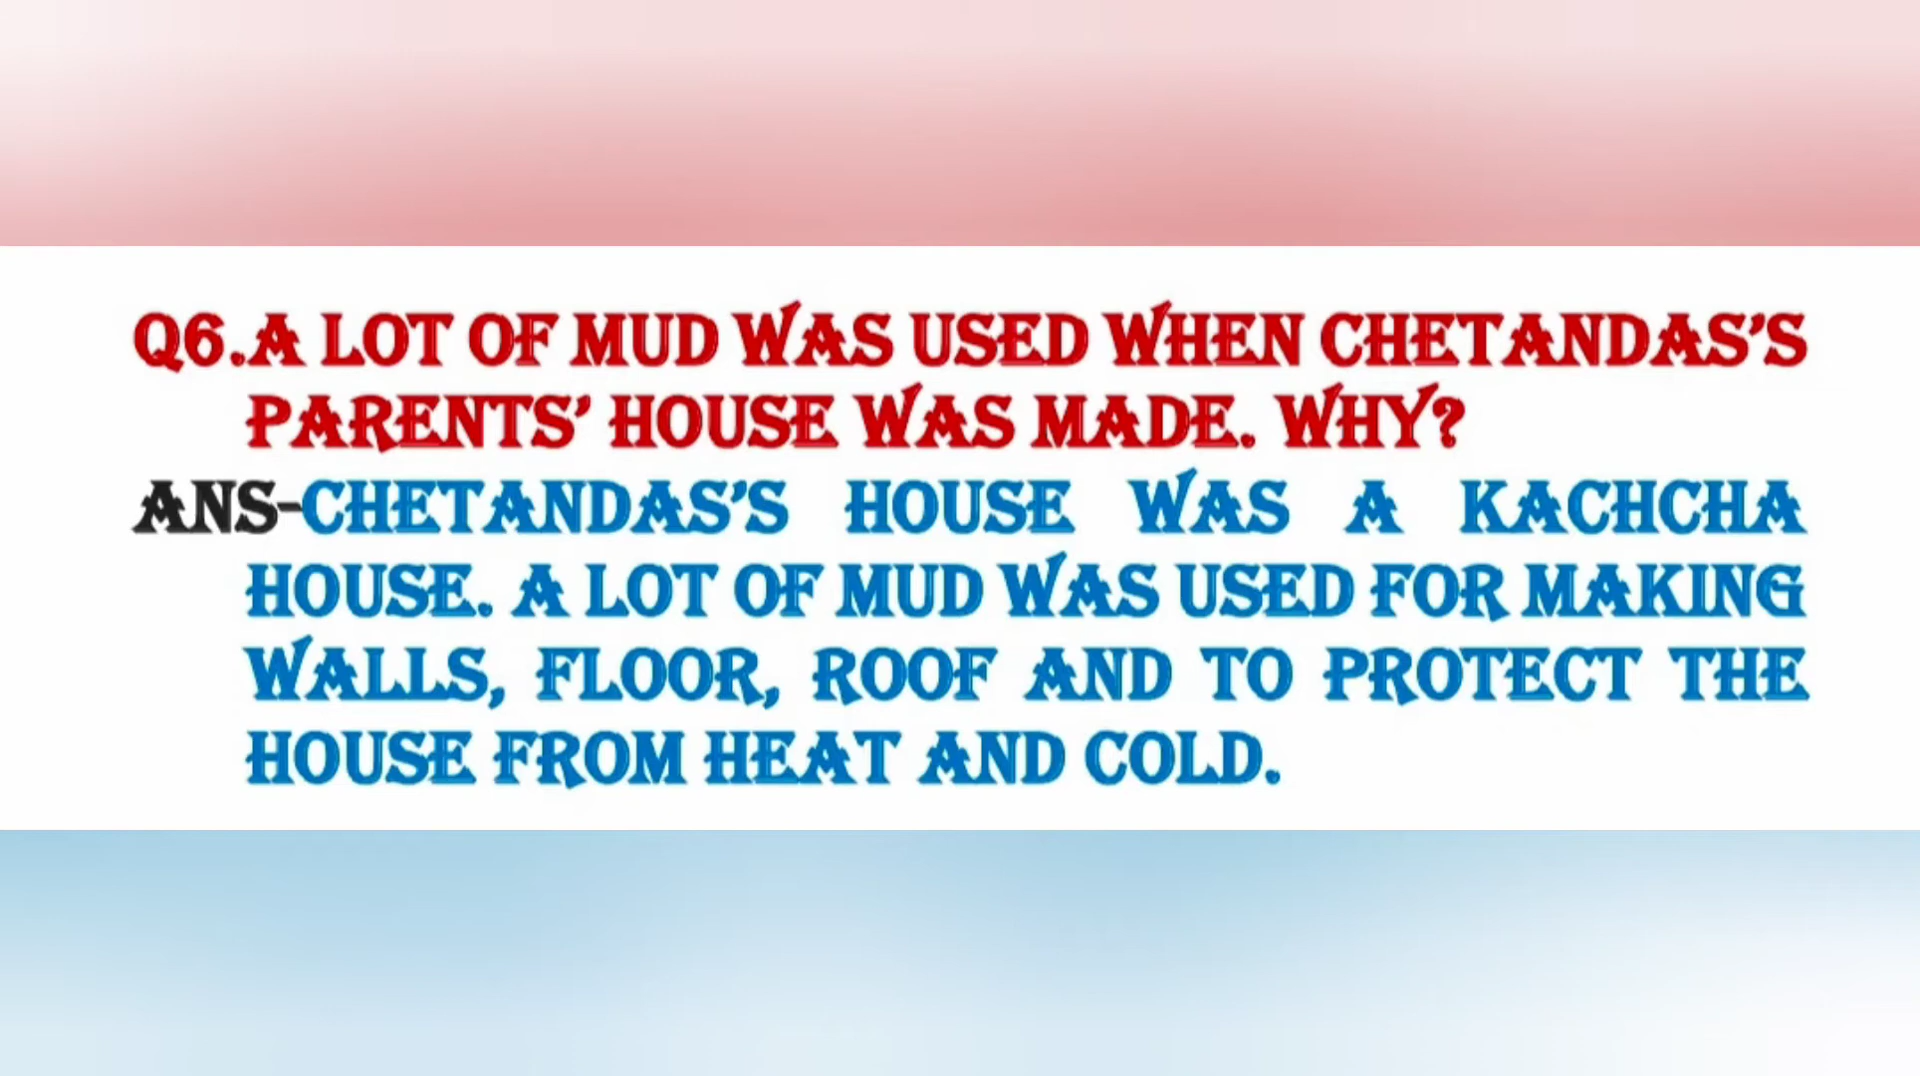 Q6.A LOT OF MUD WAS USED WHEN CHETANDAS'S
PARENTS' HOUSE WAS MADE. WHY?
ANS-CHETANDAS'S HOUSE WAS A KACHCHA
HOUSE. A LOT OF MUD WAS USED FOR MAKING
WALLS, FLOOR, ROOF AND TO PROTECT THE
HOUSE FROM HEAT AND COLD.